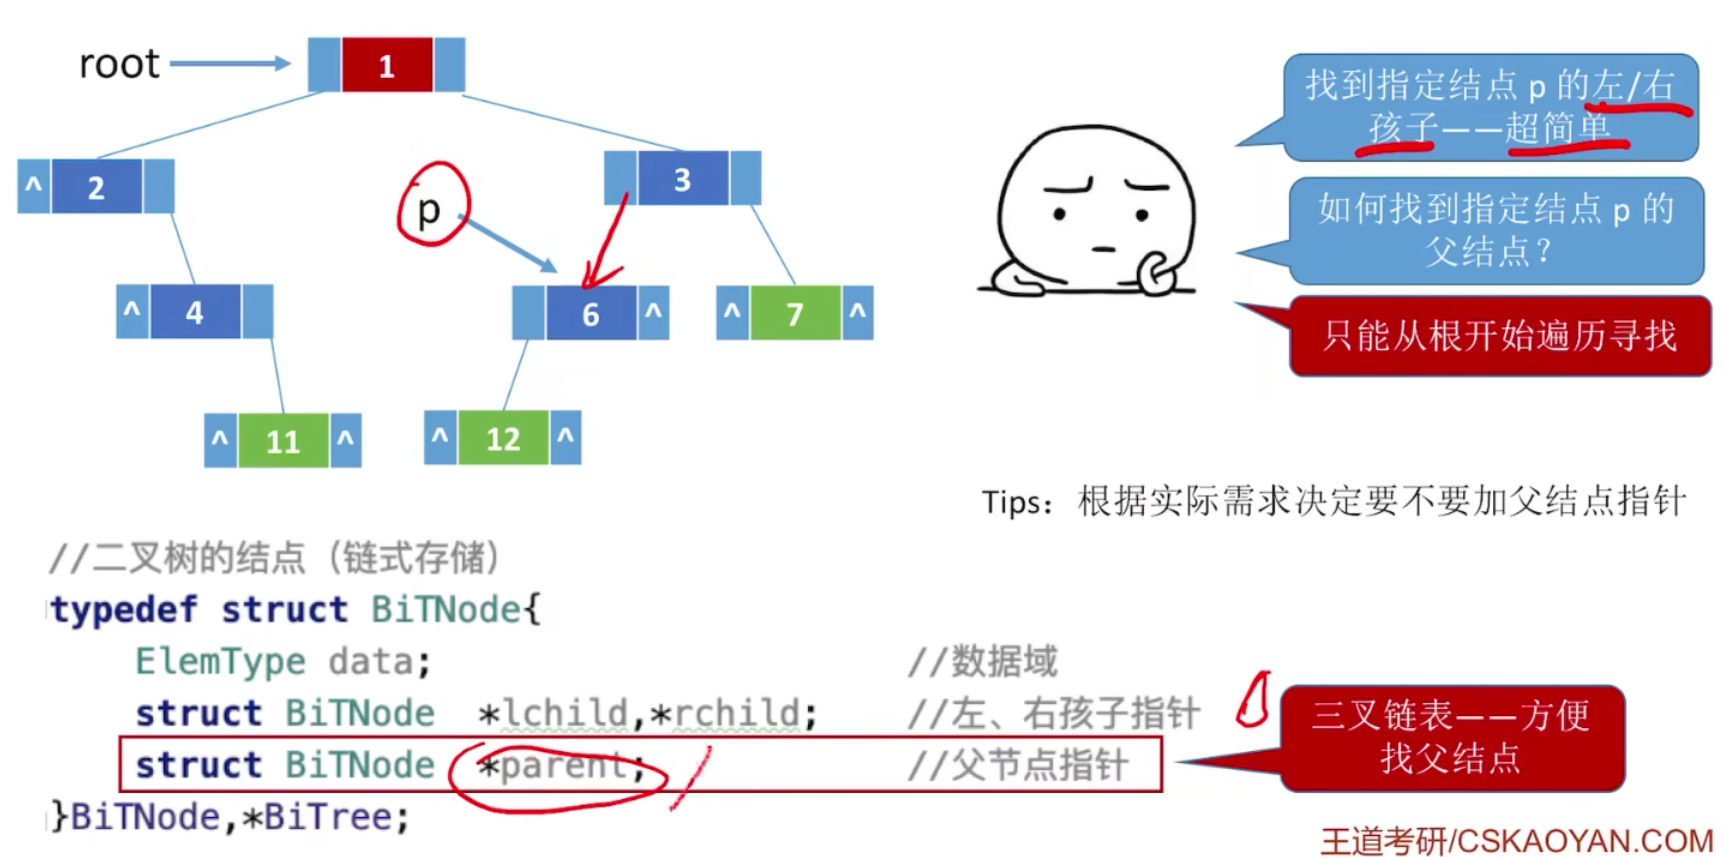 root
1
^ 2
3
p
^ 4
6 ^
^ 7 ^
^ 11 ^
^ 12 ^
找到指定结点 p 的左/右
孩子——超简单
如何找到指定结点 p 的
父结点？
只能从根开始遍历寻找
Tips：根据实际需求决定要不要加父结点指针
//二叉树的结点（链式存储）
typedef struct BiTNode{
ElemType data; //数据域
struct BiTNode *lchild,*rchild; //左、右孩子指针
struct BiTNode *parent; //父节点指针
}BiTNode,*BiTree;
三叉链表——方便
找父结点
王道考研/CSKAOYAN.COM